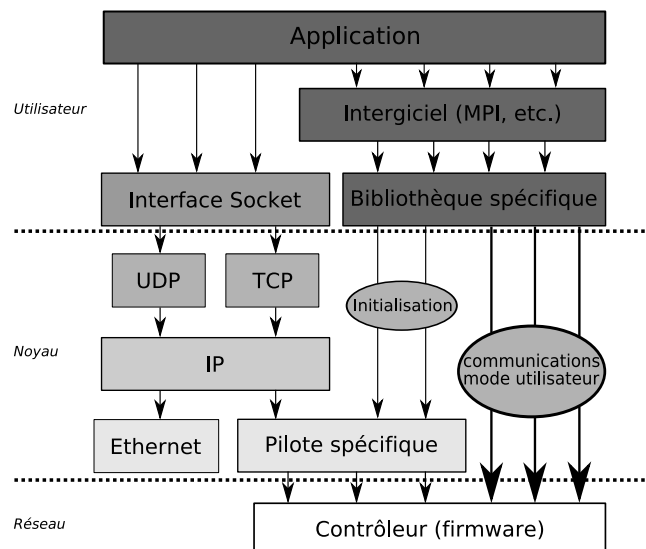 Application
Utilisateur
Intergiciel (MPI, etc.)
Interface Socket
Bibliothèque spécifique
UDP
TCP
Initialisation
Noyau
IP
communications
mode utilisateur
Ethernet
Pilote spécifique
Réseau
Contrôleur (firmware)